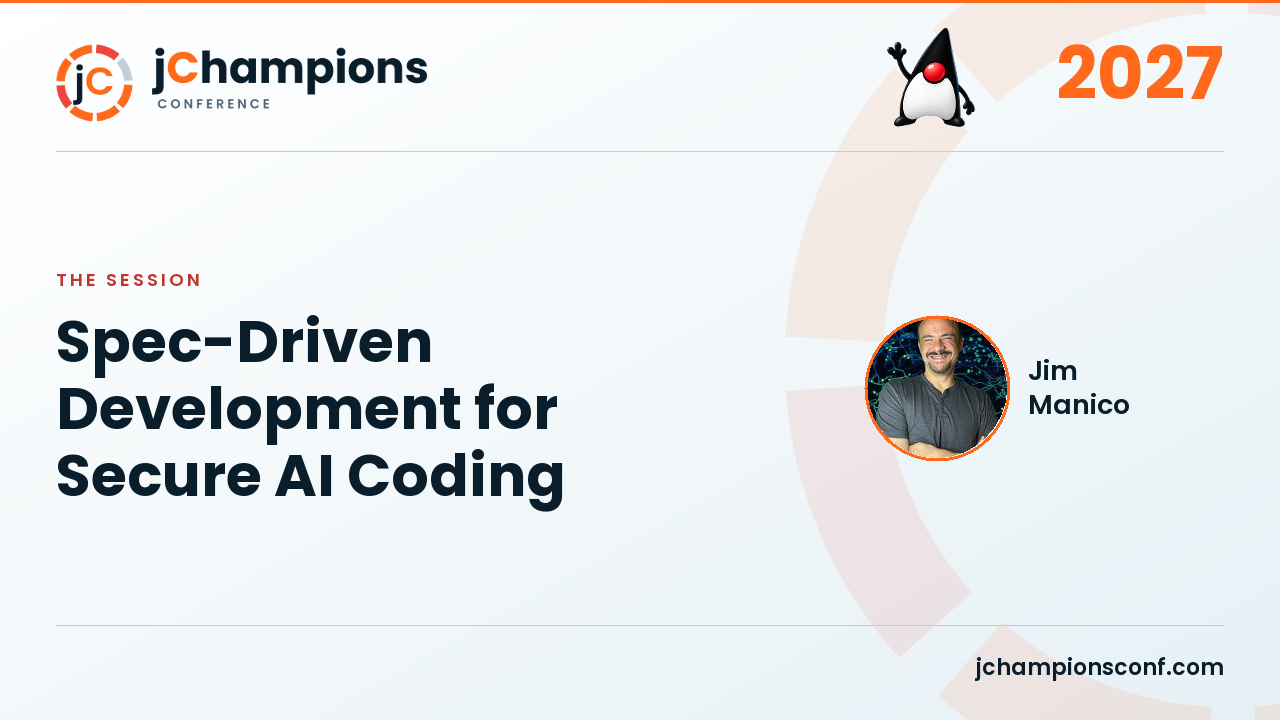 jC jChampions
CONFERENCE
2027
THE SESSION
Spec-Driven
Development for
Secure AI Coding
Jim
Manico
jchampionsconf.com